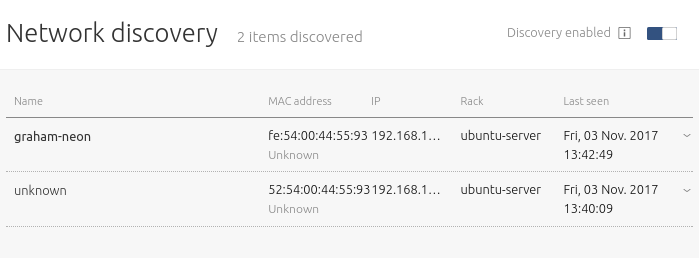 Network discovery 2 items discovered Discovery enabled
Name MAC address IP Rack Last seen
graham-neon fe:54:00:44:55:93 192.168.1... ubuntu-server Fri, 03 Nov. 2017
Unknown 13:42:49
unknown 52:54:00:44:55:93 192.168.1... ubuntu-server Fri, 03 Nov. 2017
Unknown 13:40:09